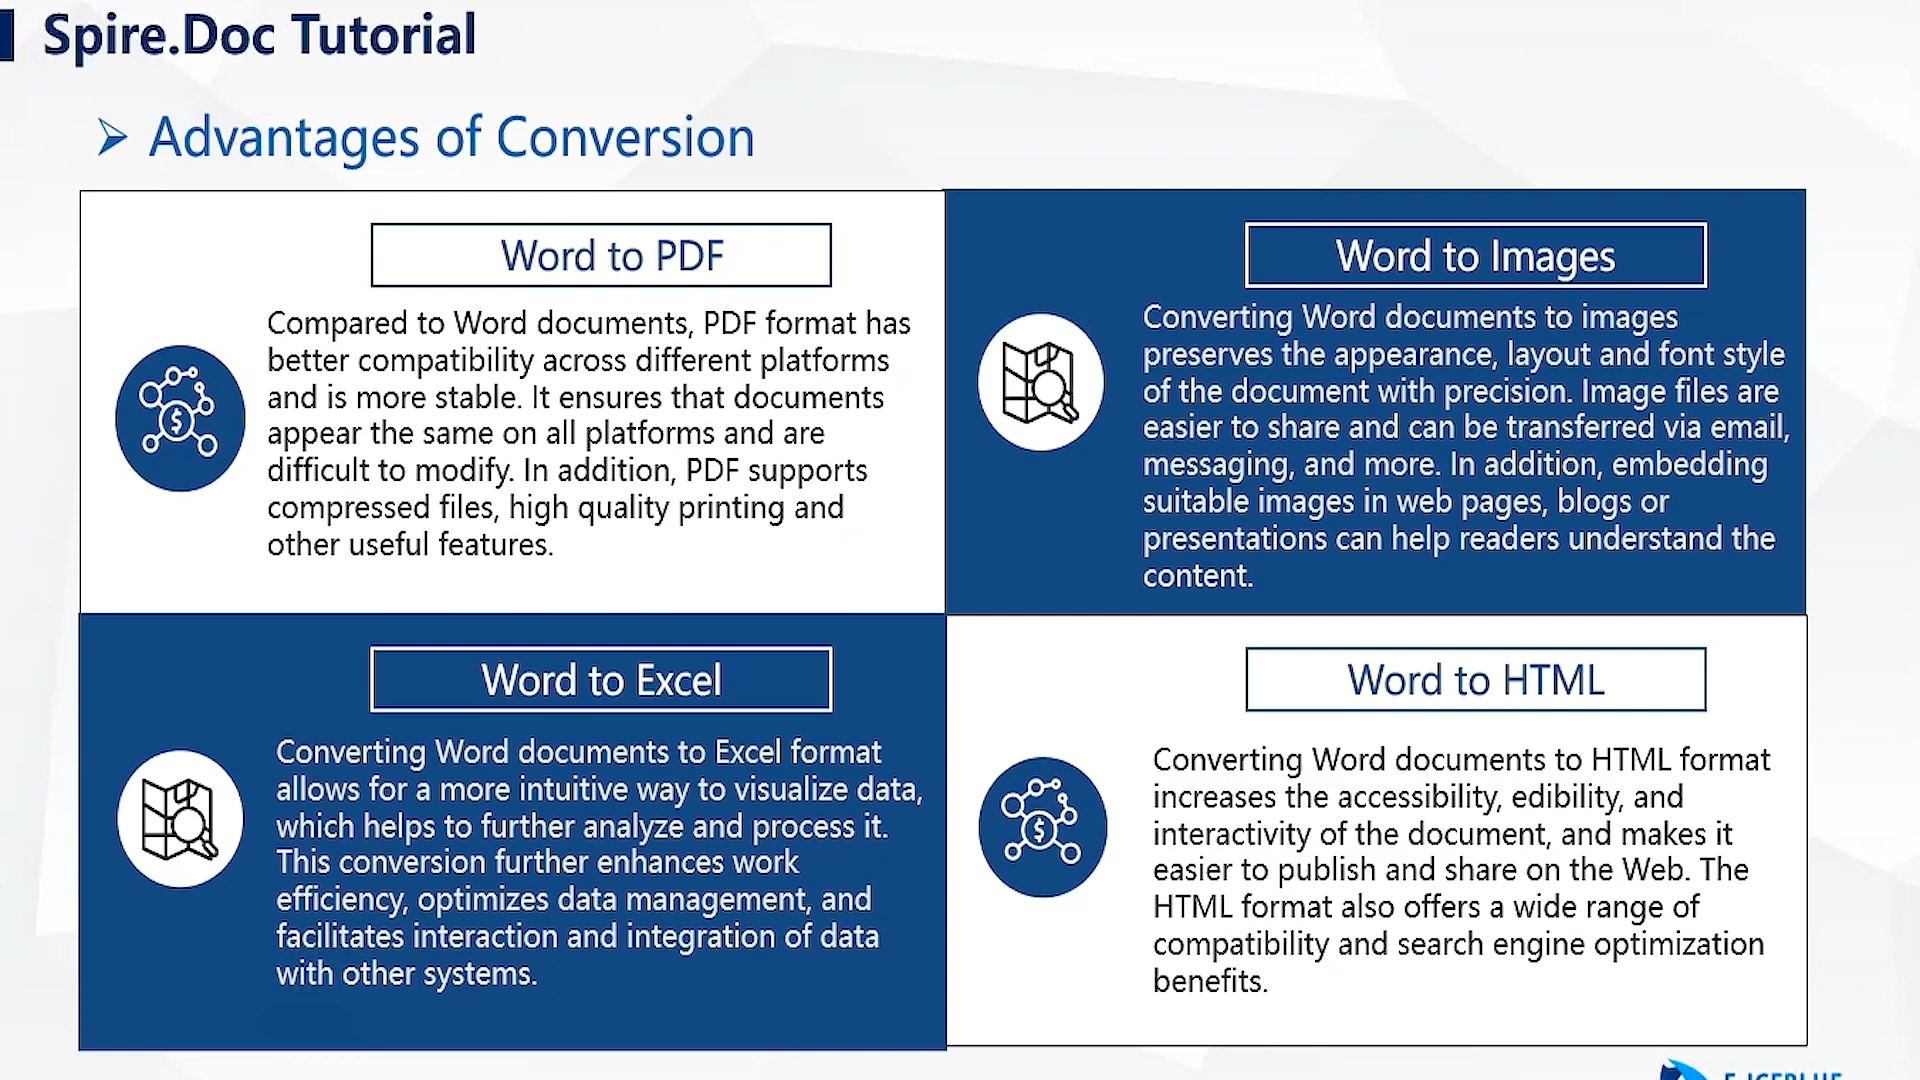 Spire.Doc Tutorial
Advantages of Conversion
Word to PDF
Compared to Word documents, PDF format has
better compatibility across different platforms
and is more stable. It ensures that documents
appear the same on all platforms and are
difficult to modify. In addition, PDF supports
compressed files, high quality printing and
other useful features.
Word to Images
Converting Word documents to images
preserves the appearance, layout and font style
of the document with precision. Image files are
easier to share and can be transferred via email,
messaging, and more. In addition, embedding
suitable images in web pages, blogs or
presentations can help readers understand the
content.
Word to Excel
Converting Word documents to Excel format
allows for a more intuitive way to visualize data,
which helps to further analyze and process it.
This conversion further enhances work
efficiency, optimizes data management, and
facilitates interaction and integration of data
with other systems.
Word to HTML
Converting Word documents to HTML format
increases the accessibility, edibility, and
interactivity of the document, and makes it
easier to publish and share on the Web. The
HTML format also offers a wide range of
compatibility and search engine optimization
benefits.